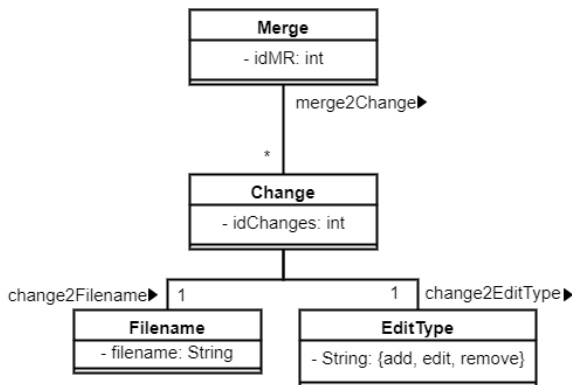 Merge
- idMR: int
merge2Change▶
*
Change
- idChanges: int
change2Filename▶ 1
1 change2EditType▶
Filename
- filename: String
EditType
- String: {add, edit, remove}